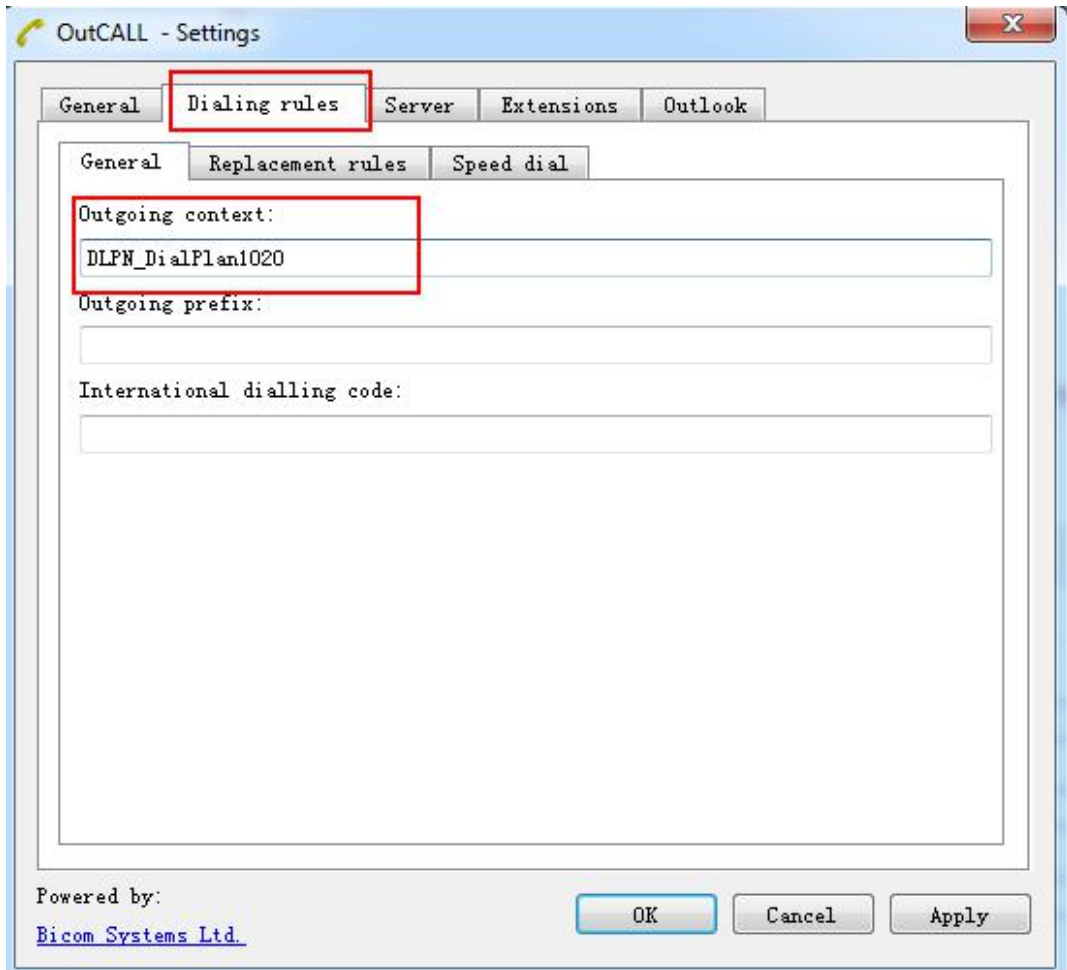 OutCALL - Settings
General Dialing rules Server Extensions Outlook
General Replacement rules Speed dial
Outgoing context:
DLPN_DialPlan1020
Outgoing prefix:
International dialling code:
Powered by:
Bicom Systems Ltd.
OK Cancel Apply